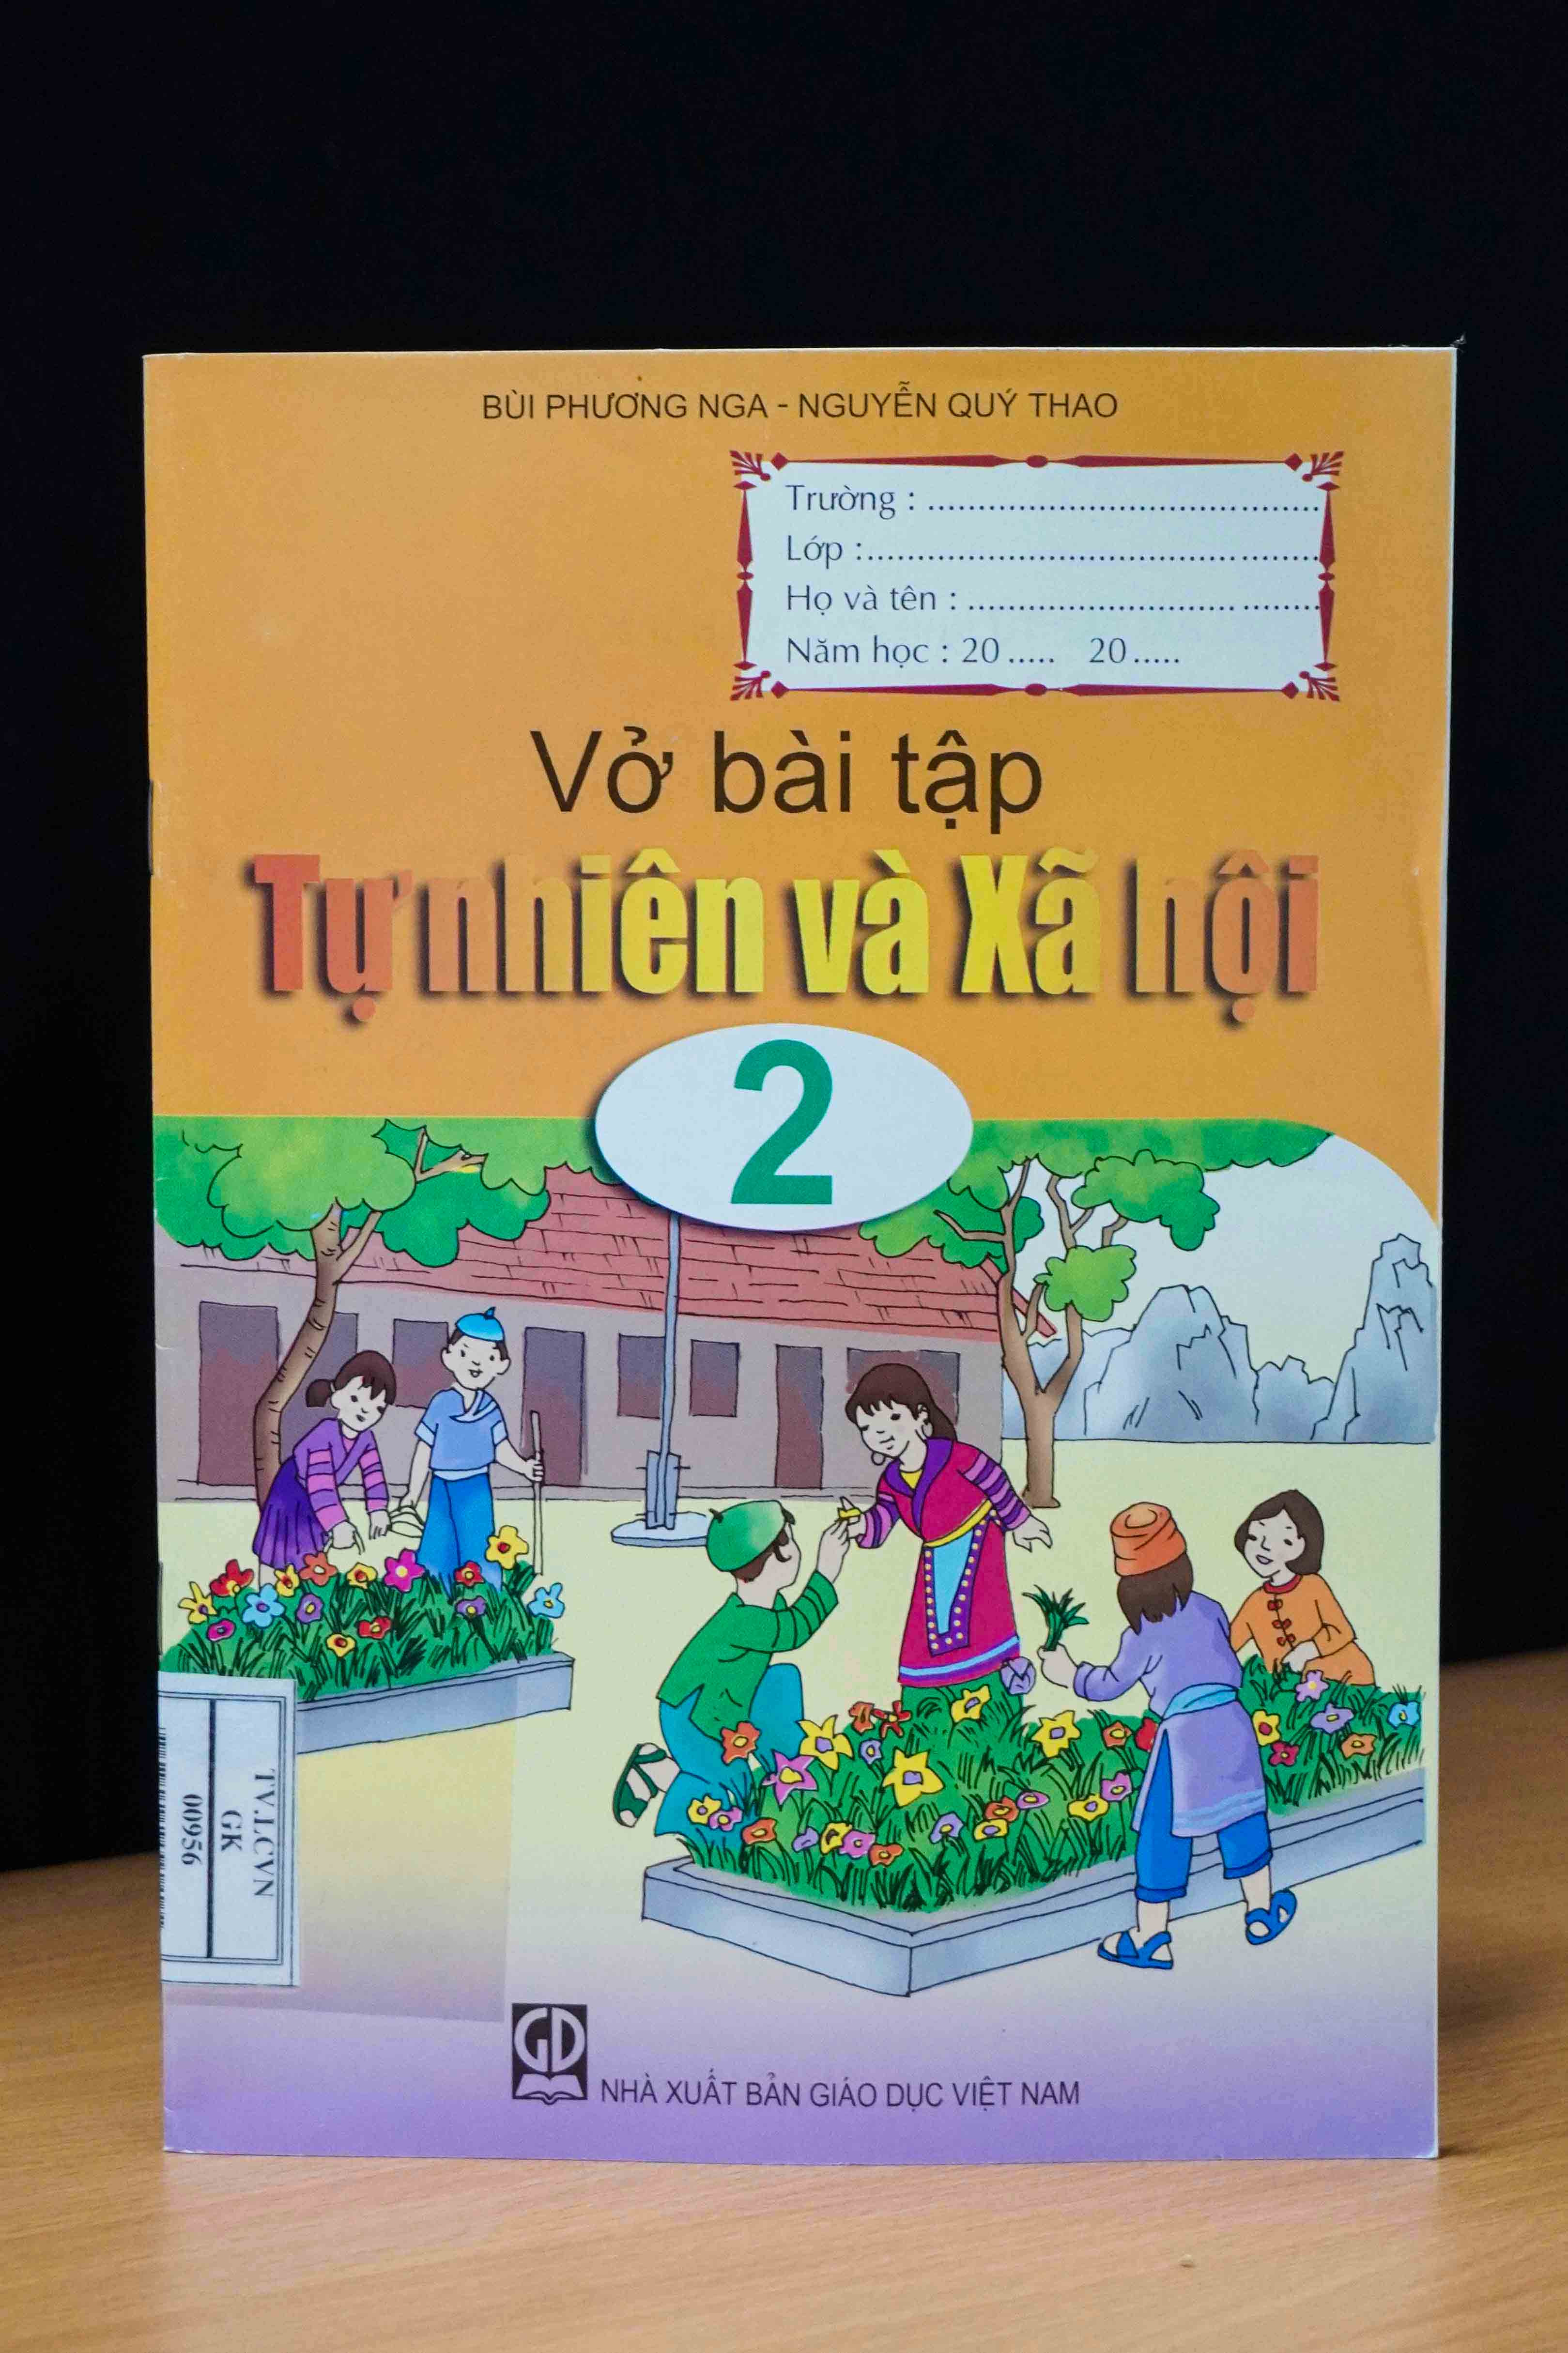 BÙI PHƯƠNG NGA - NGUYỄN QUÝ THAO
Trường : ........................................
Lớp :..............................................
Họ và tên : ....................................
Năm học : 20 ..... 20 .....
Vở bài tập
Tự nhiên và Xã hội
2
TV.LCVN
GK
00956
GD
NHÀ XUẤT BẢN GIÁO DỤC VIỆT NAM